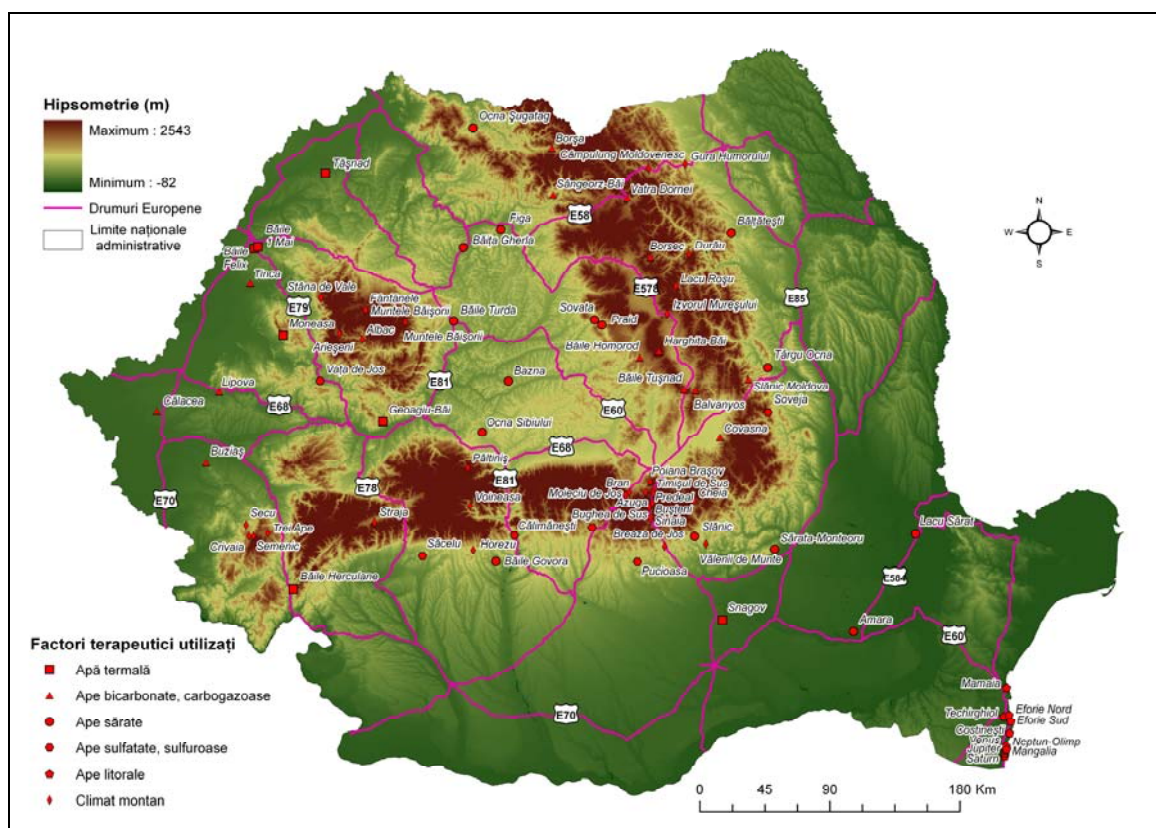 Hipsometrie (m)
Maximum : 2543
Minimum : -82
Drumuri Europene
Limite naționale
administrative
Ocna Șugatag
Borșa
Câmpulung Moldovenesc
Gura Humorului
Tășnad
Sângeorz-Băi
Vatra Dornei
Figa
E58
Bălțătești
Băile
1 Mai
Băița Gherla
Băile
Felix
Borsec
Durău
Tirica
Stâna de Vale
Lacu Roșu
E578
E85
Fântânele
E79
Muntele Băișoni
Băile Turda
Sovata
Izvorul Mureșului
Praid
Moneasa
Albac
Muntele Băișorii
Arieșeni
Harghita-Băi
Băile Homorod
Târgu Ocna
Vața de Jos
E81
Bazna
Băile Tușnad
Slănic Moldova
Lipova
E68
Balvanyos
Soveja
Călacea
Geoagiu-Băi
E60
Ocna Sibiului
Covasna
E68
Buziaș
Păltiniș
Poiana Brașov
E81
Bran
Timișul de Sus
E78
Moieciu de Jos
Predeal
Cheia
E70
Voineasa
Azuga
Bușteni
Secu
Straja
Bughea de Sus
Sinaia
Lacu Sărat
Trei Ape
Călimănești
Breaza de Jos
Slănic
Crivaia
Semenic
Săcelu
Horezu
Sărata-Monteoru
Băile Govora
Vălenii de Munte
Pucioasa
Băile Herculane
E584
Snagov
Amara
E60
Factori terapeutici utilizați
Apă termală
Mamaia
Ape bicarbonate, carbogazoase
E70
Techirghiol
Eforie Nord
Eforie Sud
Ape sărate
Costinești
Venus
Neptun-Olimp
Ape sulfatate, sulfuroase
Jupiter
Mangalia
Saturn
Ape litorale
Climat montan
0 45 90 180 Km
N
W E
S